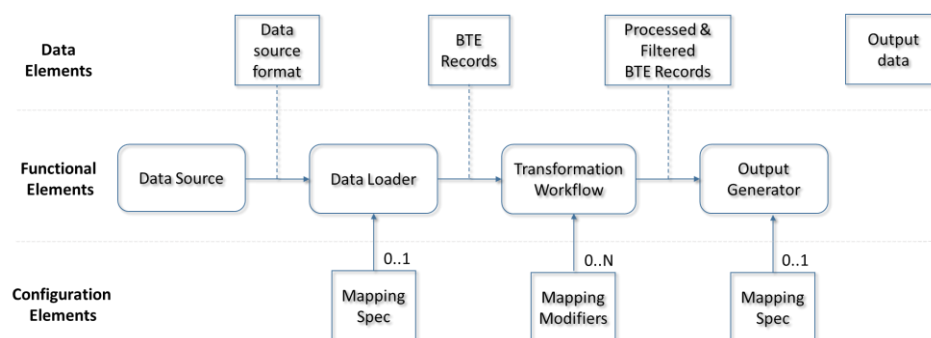 Data
Elements
Data
source
format
BTE
Records
Processed &
Filtered
BTE Records
Output
data
Functional
Elements
Data Source
Data Loader
Transformation
Workflow
Output
Generator
0..1
0..N
0..1
Configuration
Elements
Mapping
Spec
Mapping
Modifiers
Mapping
Spec